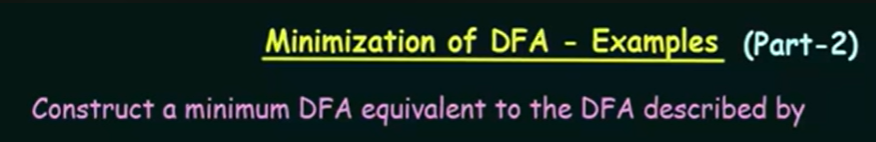 Minimization of DFA - Examples (Part-2)
Construct a minimum DFA equivalent to the DFA described by